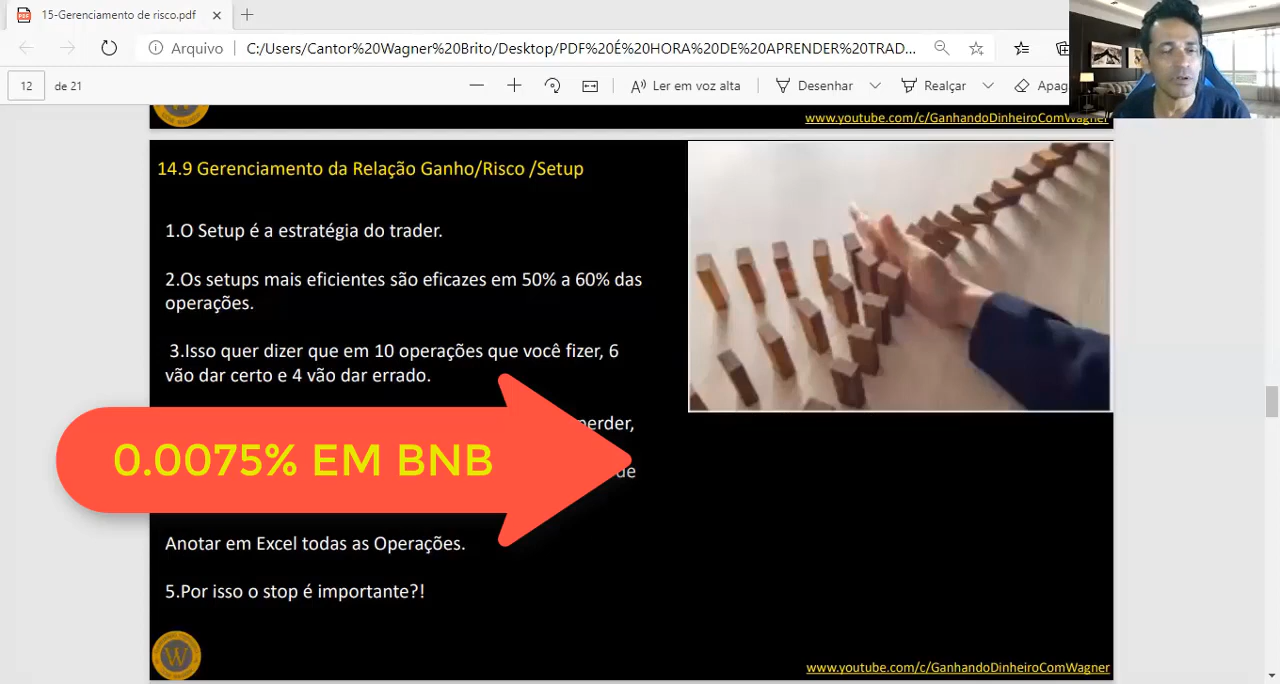 15-Gerenciamento de risco.pdf
Arquivo
C:/Users/Cantor%20Wagner%20Brito/Desktop/PDF%20É%20HORA%20DE%20APRENDER%20TRAD...
12 de 21
Ler em voz alta
Desenhar
Realçar
Apag
www.youtube.com/c/GanhandoDinheiroComWagner
14.9 Gerenciamento da Relação Ganho/Risco /Setup
1.O Setup é a estratégia do trader.
2.Os setups mais eficientes são eficazes em 50% a 60% das
operações.
3.Isso quer dizer que em 10 operações que você fizer, 6
vão dar certo e 4 vão dar errado.
perder,
0.0075% EM BNB
de
Anotar em Excel todas as Operações.
5.Por isso o stop é importante?!
W
www.youtube.com/c/GanhandoDinheiroComWagner